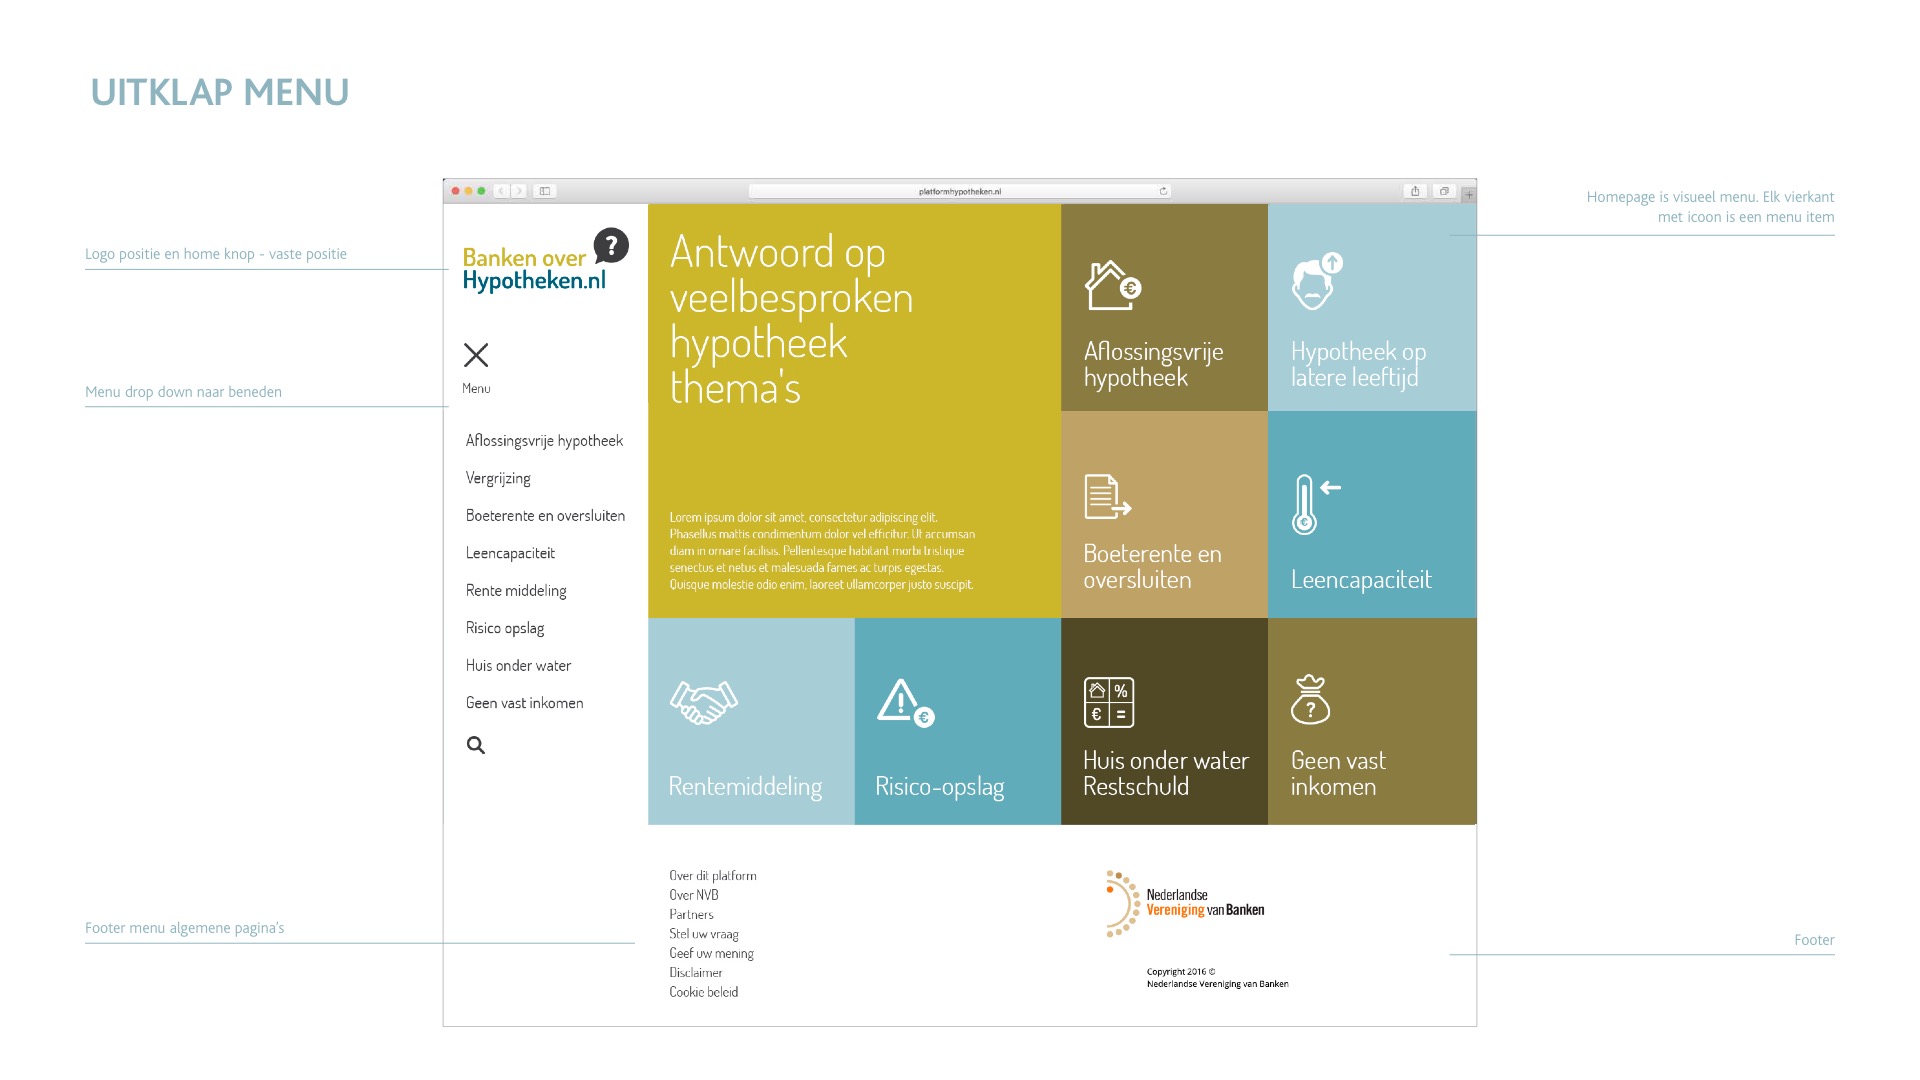 UITKLAP MENU
platformhypotheken.nl
Homepage is visueel menu. Elk vierkant
met icoon is een menu item
Logo positie en home knop - vaste positie
Banken over
Hypotheken.nl
?
Menu
Menu drop down naar beneden
Aflossingsvrije hypotheek
Vergrijzing
Boeterente en oversluiten
Leencapaciteit
Rente middeling
Risico opslag
Huis onder water
Geen vast inkomen
Antwoord op
veelbesproken
hypotheek
thema's
Lorem ipsum dolor sit amet, consectetur adipiscing elit.
Phasellus mattis condimentum dolor vel efficitur. Ut accumsan
diam in ornare facilisis. Pellentesque habitant morbi tristique
senectus et netus et malesuada fames ac turpis egestas.
Quisque molestie odio enim, laoreet ullamcorper justo suscipit.
€
Aflossingsvrije
hypotheek
Hypotheek op
latere leeftijd
Boeterente en
oversluiten
€
Leencapaciteit
Rentemiddeling
! €
Risico-opslag
%
€ =
Huis onder water
Restschuld
?
Geen vast
inkomen
Footer menu algemene pagina's
Over dit platform
Over NVB
Partners
Stel uw vraag
Geef uw mening
Disclaimer
Cookie beleid
Nederlandse
Vereniging van Banken
Copyright 2016 ©
Nederlandse Vereniging van Banken
Footer